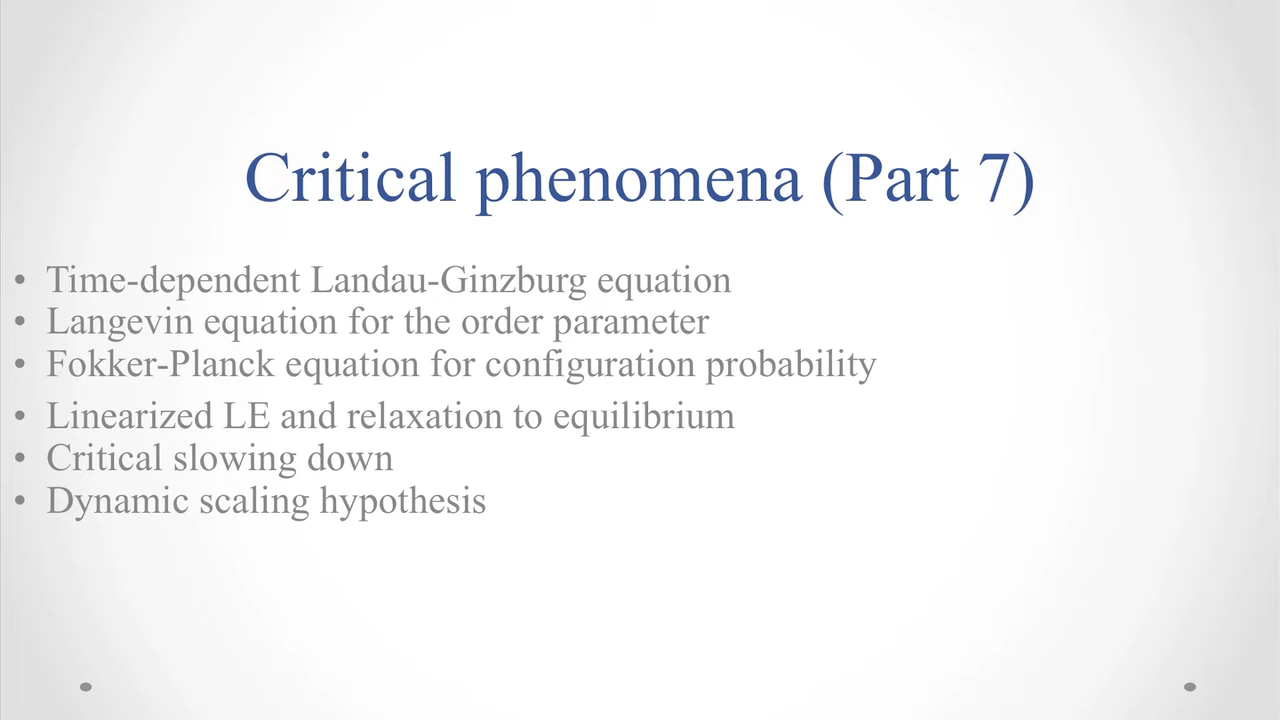 Critical phenomena (Part 7)
• Time-dependent Landau-Ginzburg equation
• Langevin equation for the order parameter
• Fokker-Planck equation for configuration probability
• Linearized LE and relaxation to equilibrium
• Critical slowing down
• Dynamic scaling hypothesis